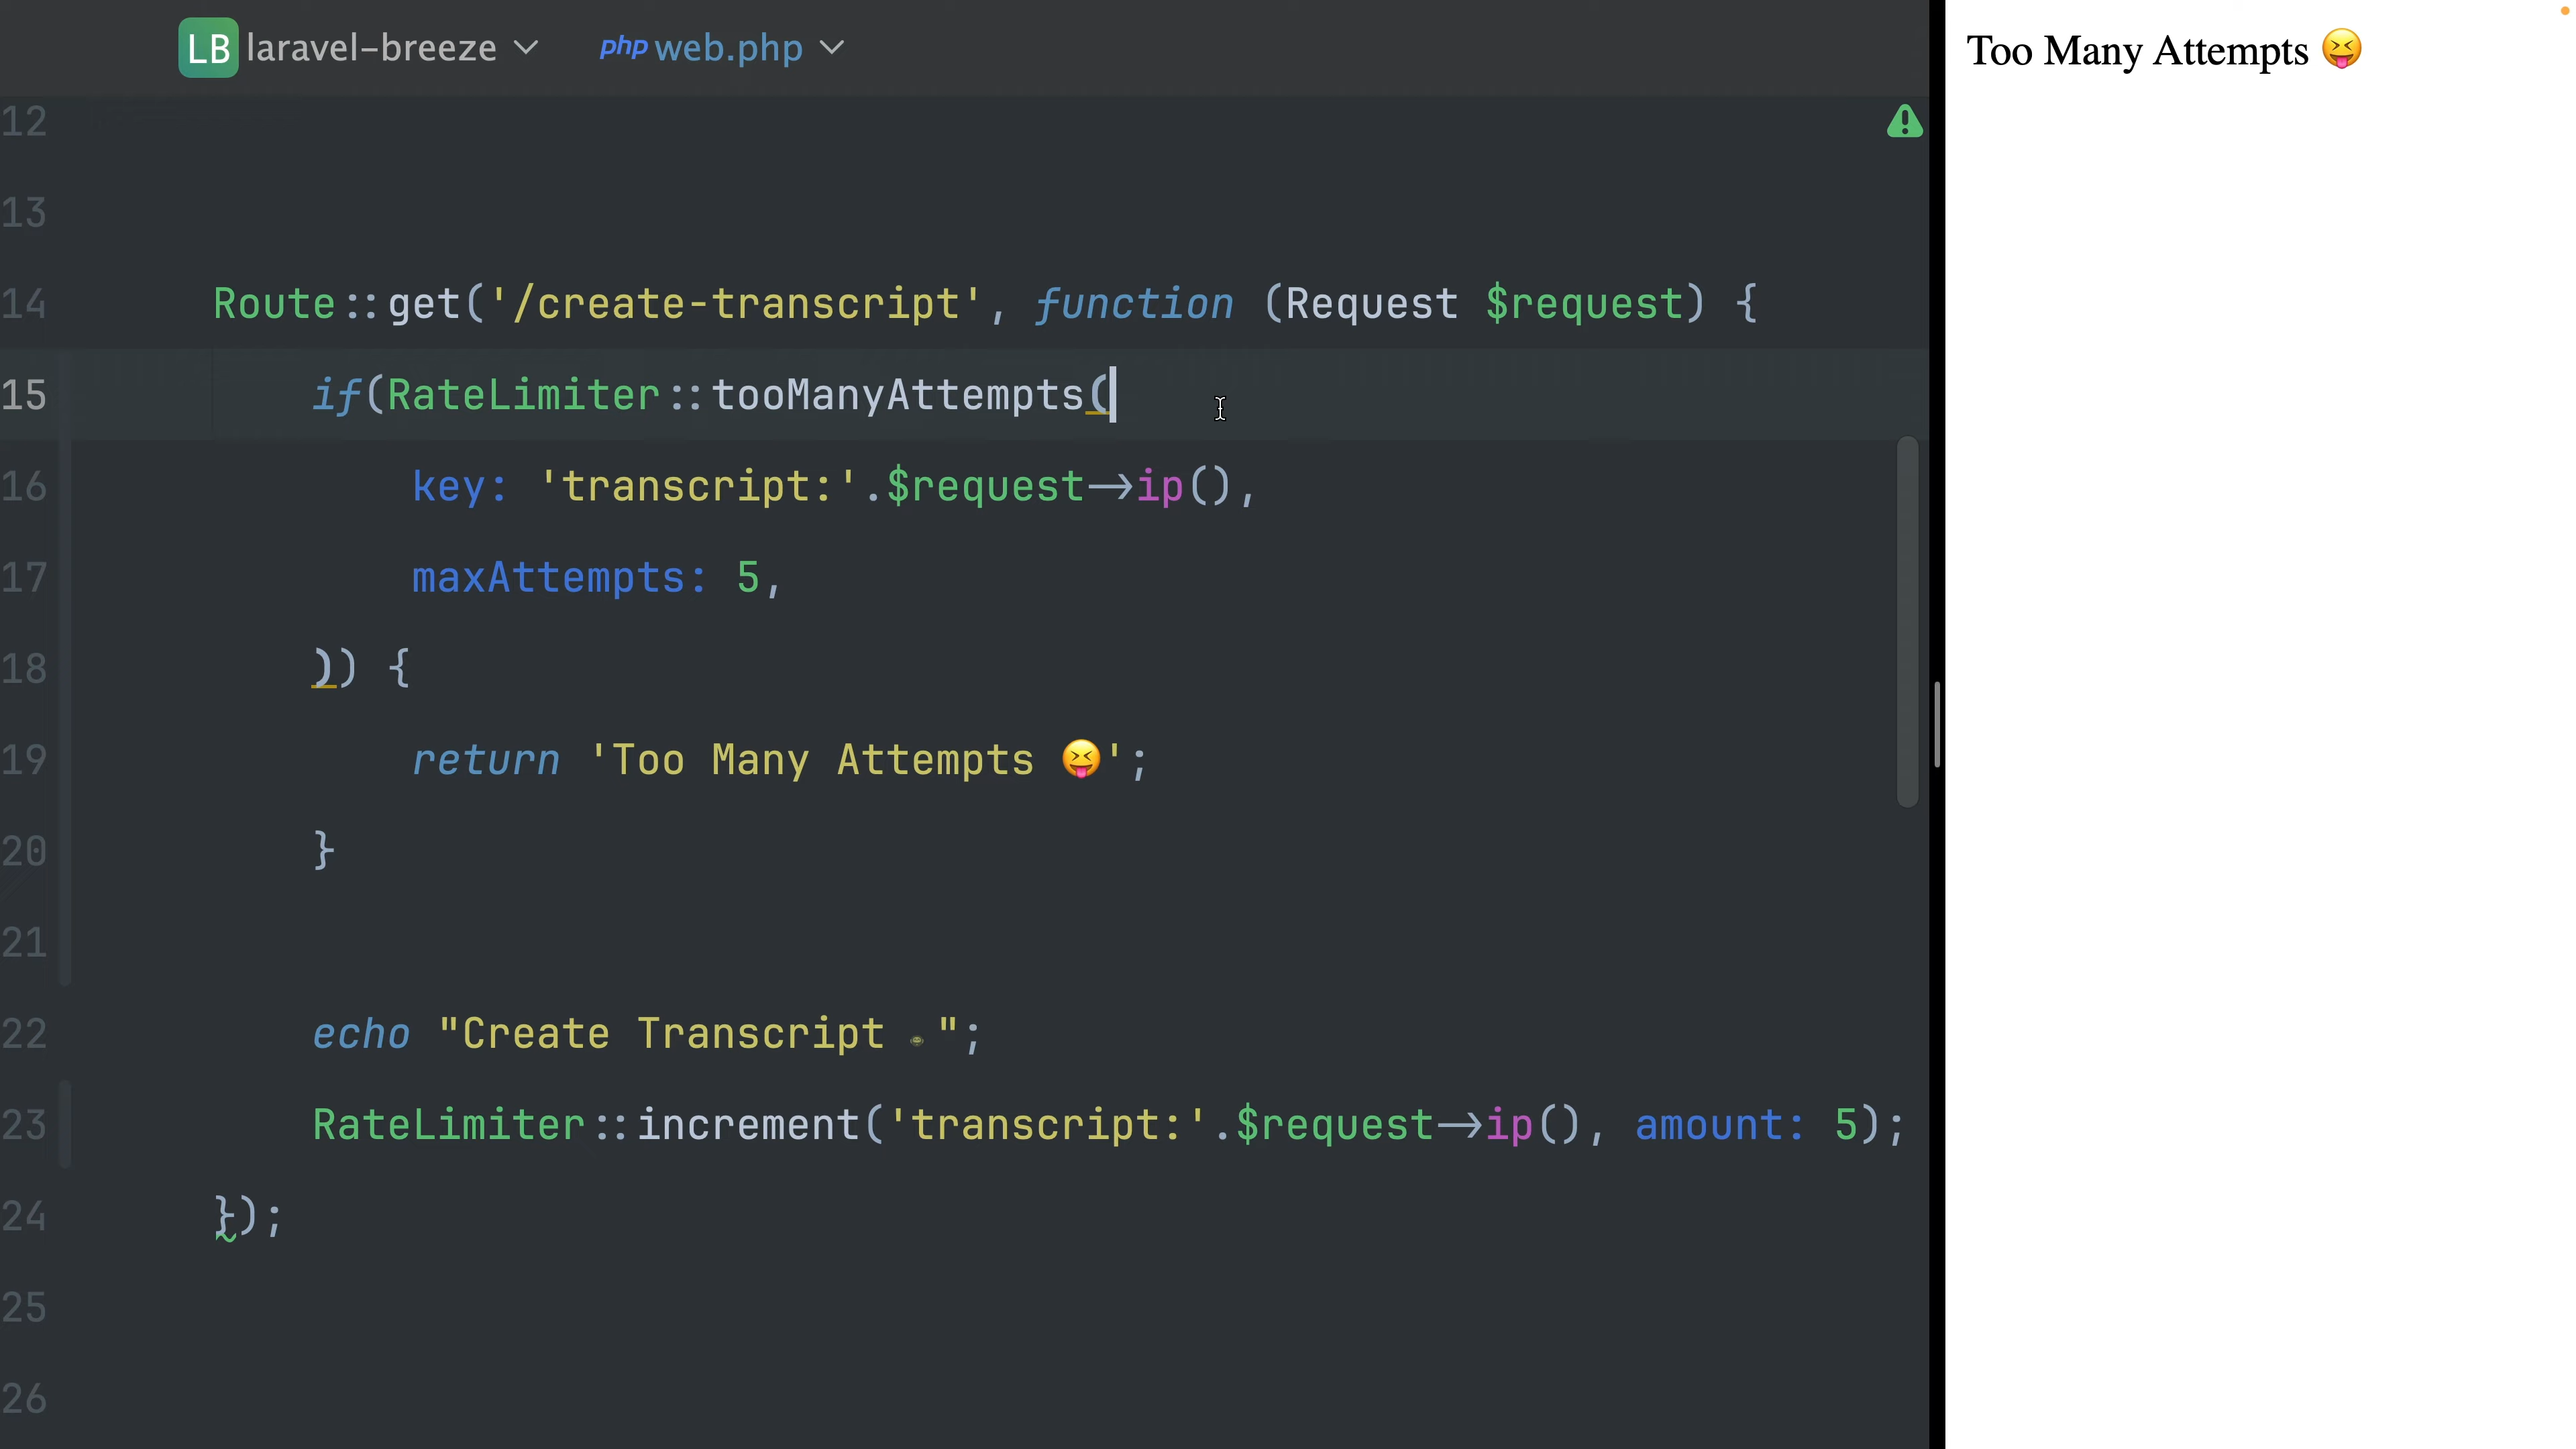 LB laravel-breeze php web.php
12
13
14 Route::get('/create-transcript', function (Request $request) {
15 if(RateLimiter::tooManyAttempts(
16 key: 'transcript:'.$request->ip(),
17 maxAttempts: 5,
18 )) {
19 return 'Too Many Attempts 😝';
20 }
21
22 echo "Create Transcript ";
23 RateLimiter::increment('transcript:'.$request->ip(), amount: 5);
24 });
25
26
Too Many Attempts 😝